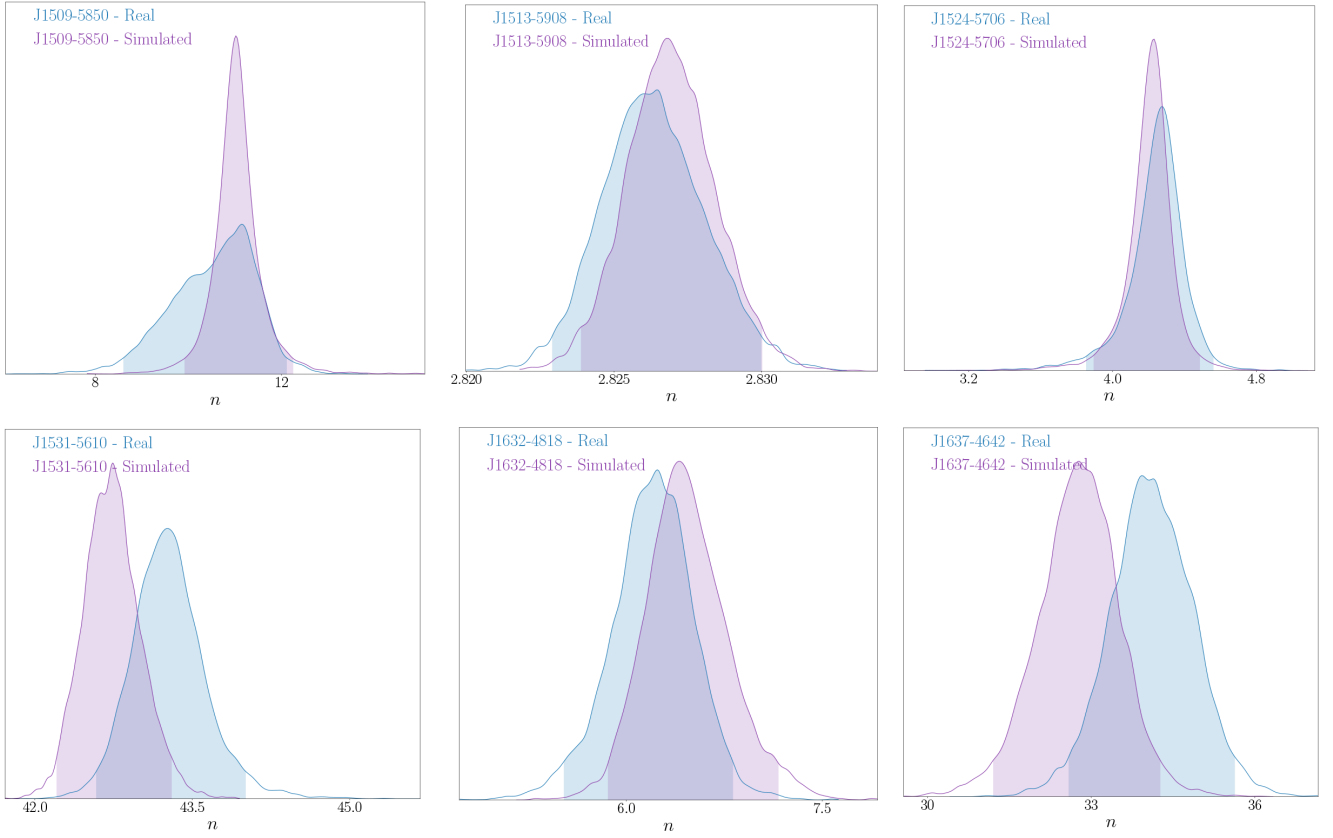 J1509-5850 - Real
J1509-5850 - Simulated
8 12
n
J1513-5908 - Real
J1513-5908 - Simulated
2.820 2.825 2.830
n
J1524-5706 - Real
J1524-5706 - Simulated
3.2 4.0 4.8
n
J1531-5610 - Real
J1531-5610 - Simulated
42.0 43.5 45.0
n
J1632-4818 - Real
J1632-4818 - Simulated
6.0 7.5
n
J1637-4642 - Real
J1637-4642 - Simulated
30 33 36
n